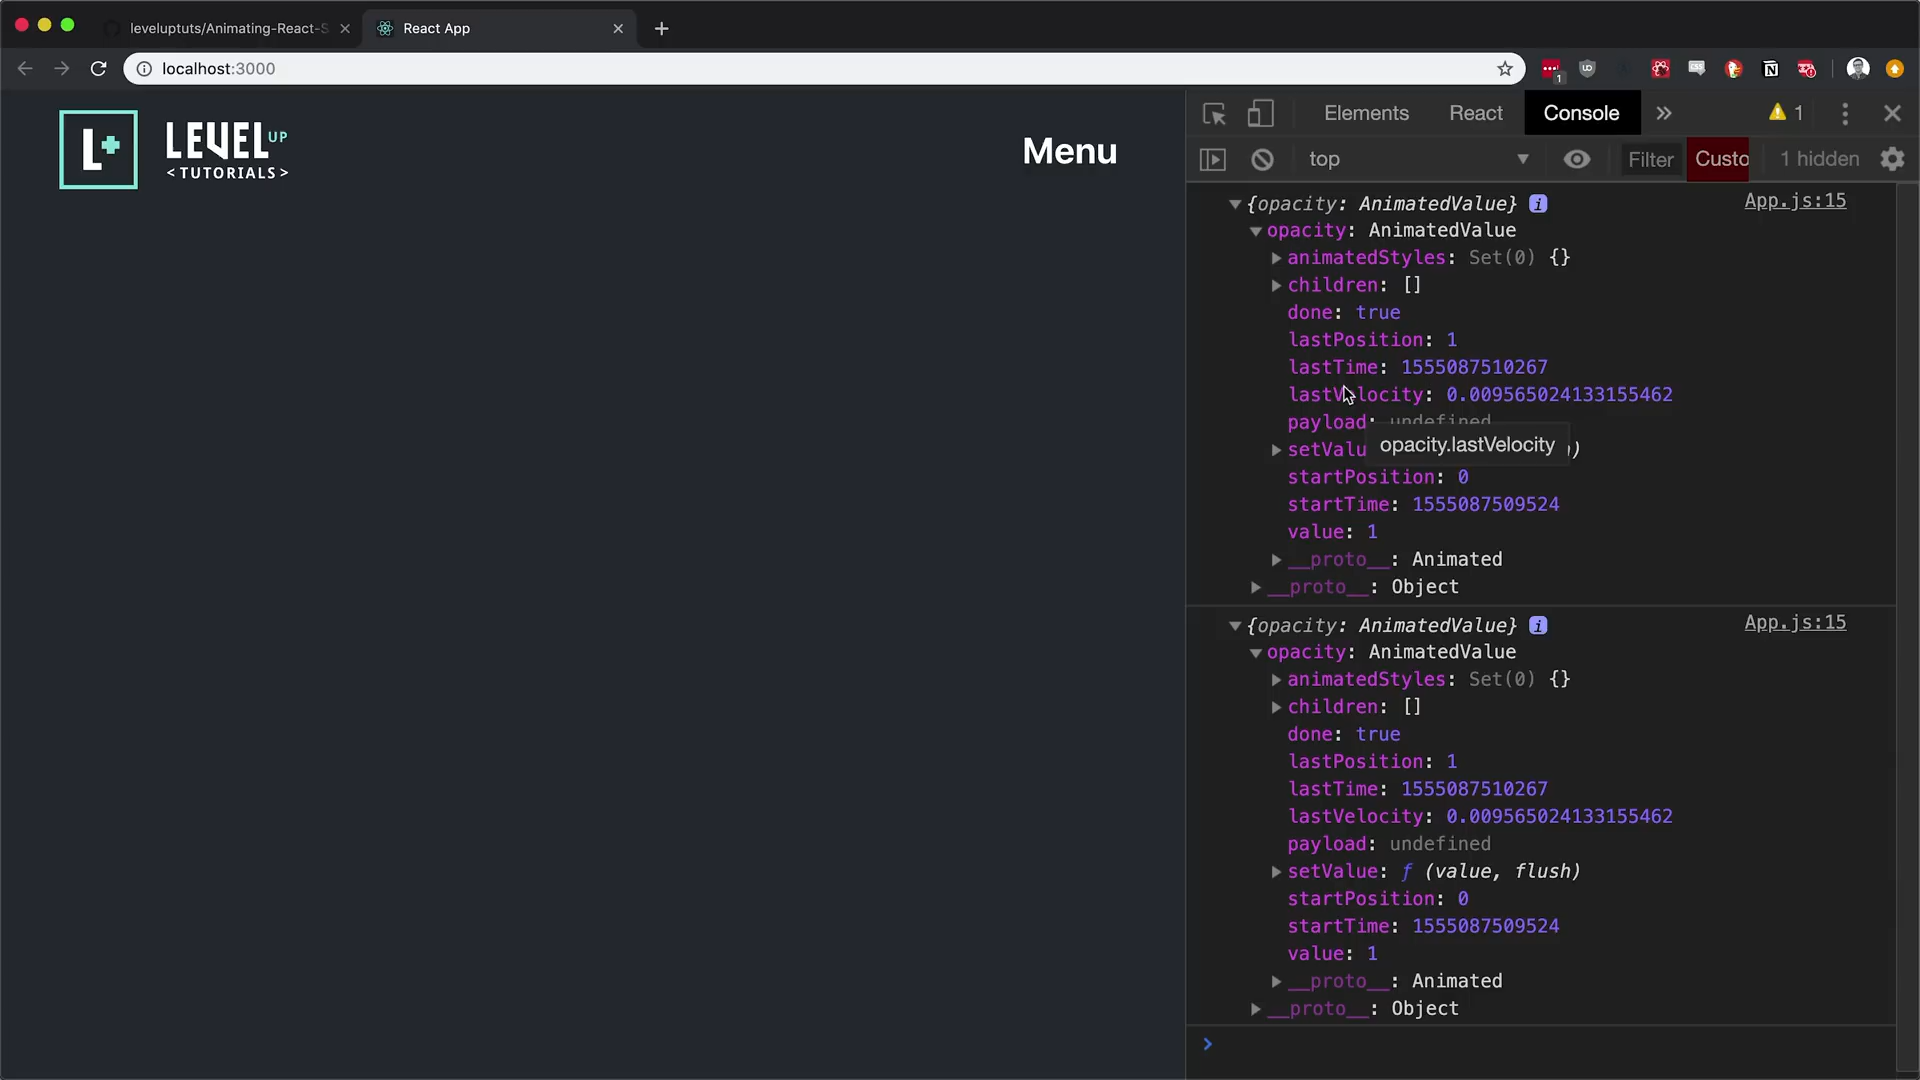 leveluptuts/Animating-React-S
React App
localhost:3000
1
LEVEL UP
<TUTORIALS>
Menu
Elements React Console » 1
top Filter Custo 1 hidden
{opacity: AnimatedValue} i App.js:15
opacity: AnimatedValue
animatedStyles: Set(0) {}
children: []
done: true
lastPosition: 1
lastTime: 1555087510267
lastVelocity: 0.009565024133155462
payload: undefined
opacity.lastVelocity
setValu )
startPosition: 0
startTime: 1555087509524
value: 1
__proto__: Animated
__proto__: Object
{opacity: AnimatedValue} i App.js:15
opacity: AnimatedValue
animatedStyles: Set(0) {}
children: []
done: true
lastPosition: 1
lastTime: 1555087510267
lastVelocity: 0.009565024133155462
payload: undefined
setValue: ƒ (value, flush)
startPosition: 0
startTime: 1555087509524
value: 1
__proto__: Animated
__proto__: Object